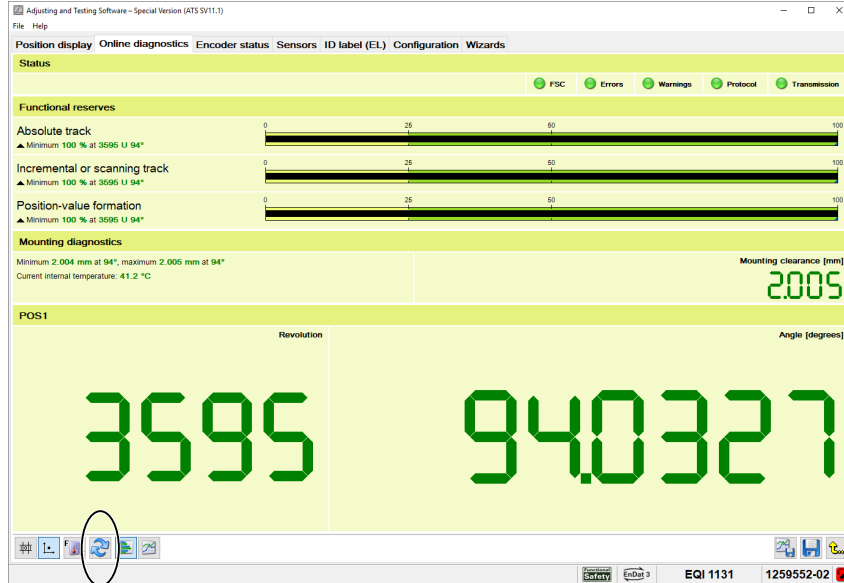 Adjusting and Testing Software – Special Version (ATS SV11.1)
File Help
Position display Online diagnostics Encoder status Sensors ID label (EL) Configuration Wizards
Status
FSC Errors Warnings Protocol Transmission
Functional reserves
Absolute track
0 25 50 100
Minimum 100 % at 3595 U 94°
Incremental or scanning track
0 25 50 100
Minimum 100 % at 3595 U 94°
Position-value formation
0 25 50 100
Minimum 100 % at 3595 U 94°
Mounting diagnostics
Minimum 2.004 mm at 94°, maximum 2.005 mm at 94°
Mounting clearance [mm]
Current internal temperature: 41.2 °C
2.005
POS1
Revolution Angle [degrees]
3595 94.0327
F
Functional Safety EnDat 3 EQI 1131 1259552-02